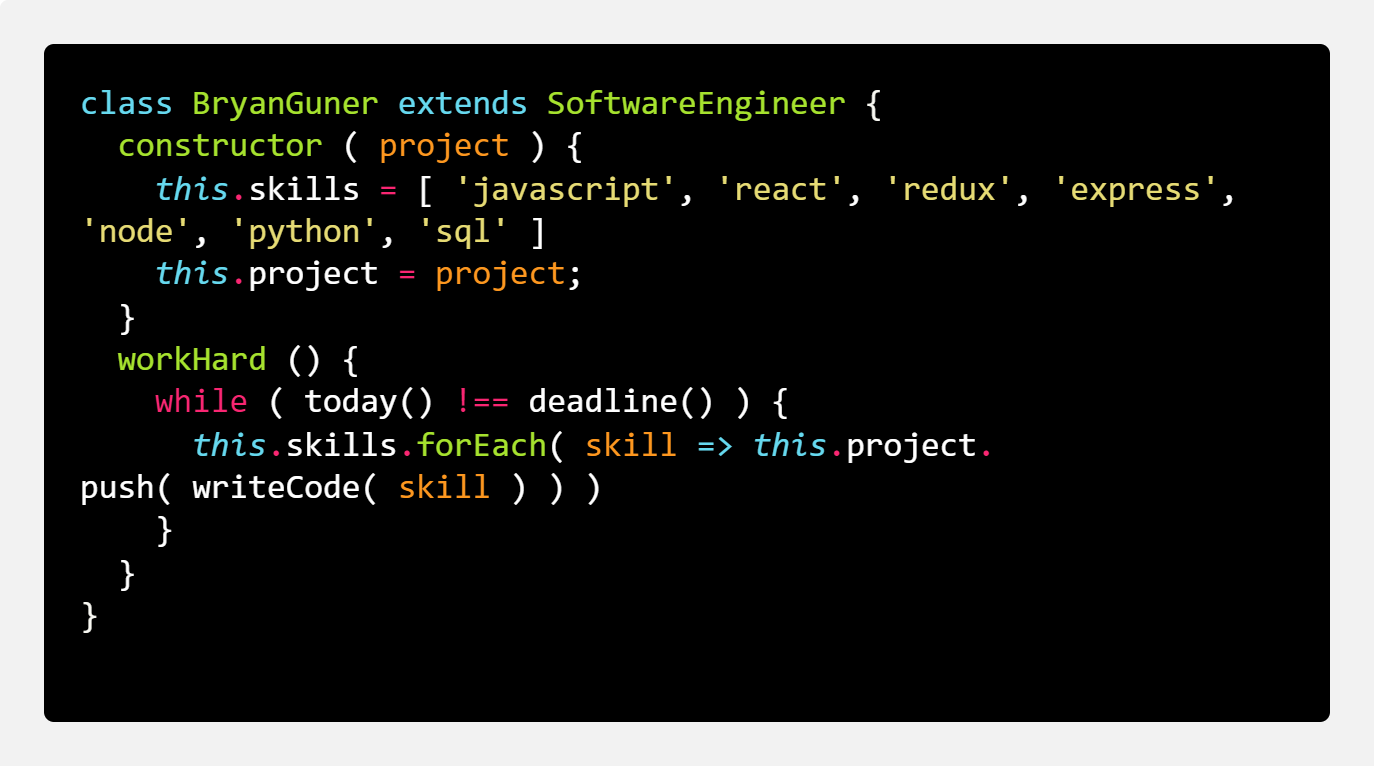 class BryanGuner extends SoftwareEngineer {
  constructor ( project ) {
    this.skills = [ 'javascript', 'react', 'redux', 'express',
'node', 'python', 'sql' ]
    this.project = project;
  }
  workHard () {
    while ( today() !== deadline() ) {
      this.skills.forEach( skill => this.project.
push( writeCode( skill ) ) )
    }
  }
}